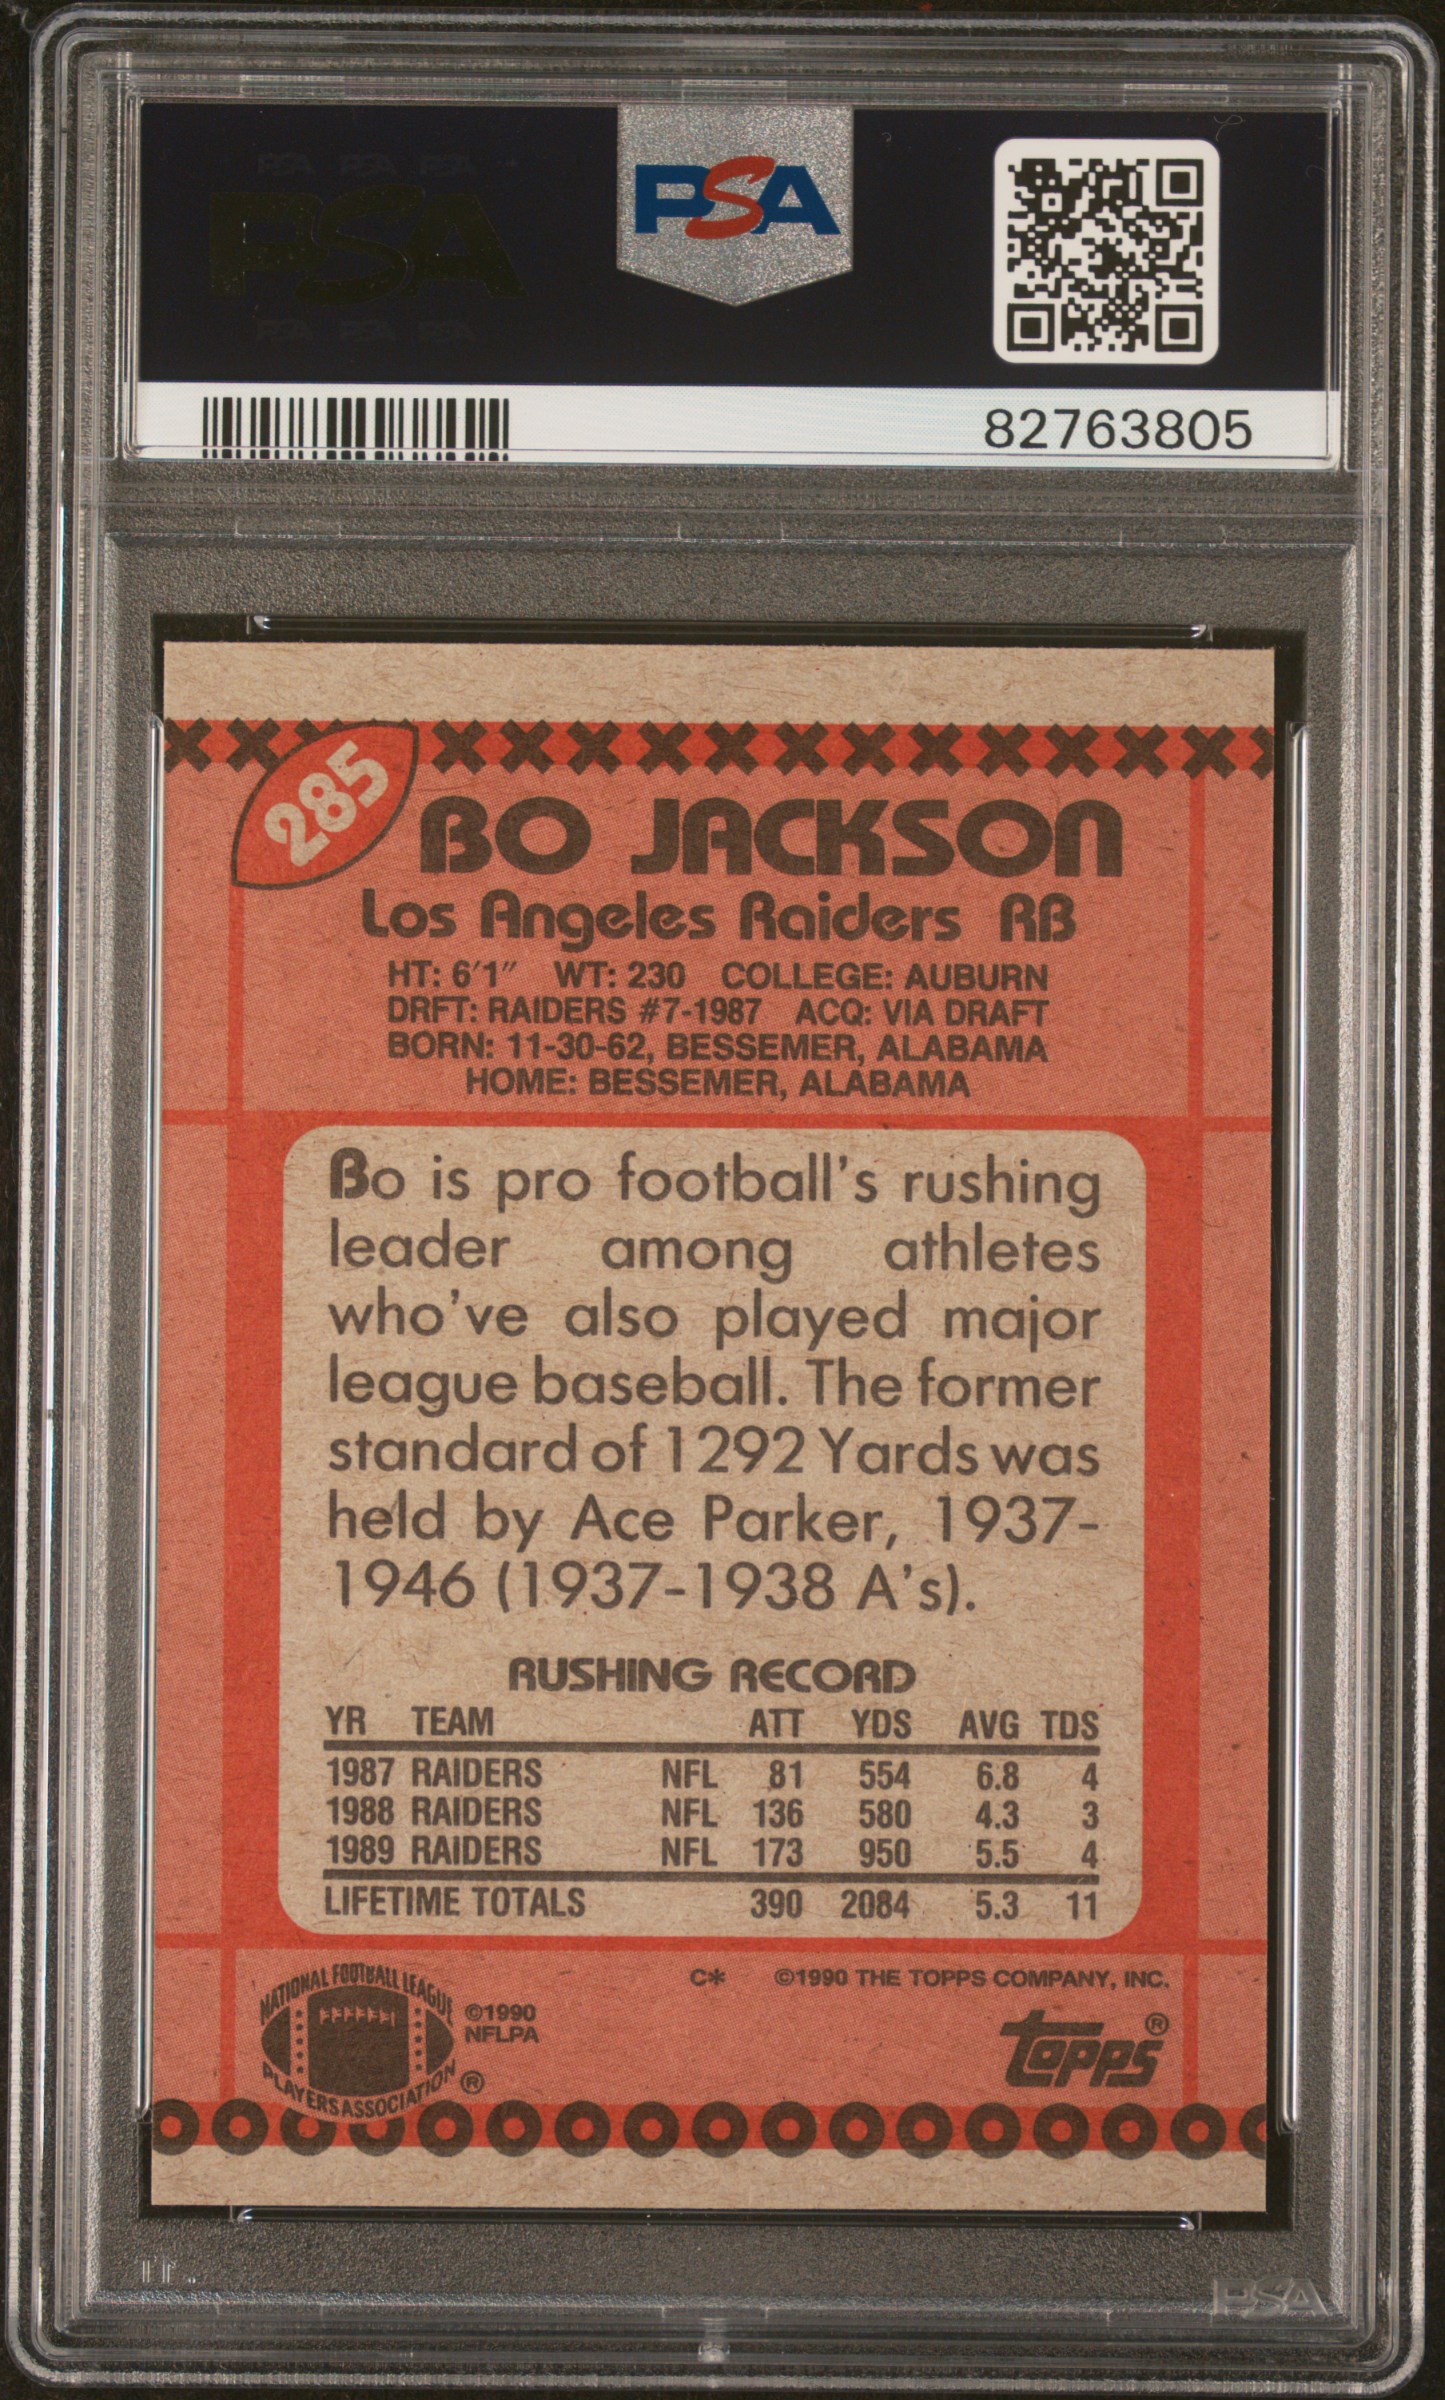 PSA PSA PSA
PSA
PSA PSA PSA
PSA
82763805
285
BO JACKSON
Los Angeles Raiders RB
HT: 6'1" WT: 230 COLLEGE: AUBURN
DRFT: RAIDERS #7-1987 ACQ: VIA DRAFT
BORN: 11-30-62, BESSEMER, ALABAMA
HOME: BESSEMER, ALABAMA
Bo is pro football's rushing
leader among athletes
who've also played major
league baseball. The former
standard of 1292 Yards was
held by Ace Parker, 1937-
1946 (1937-1938 A's).
RUSHING RECORD
YR TEAM ATT YDS AVG TDS
1987 RAIDERS NFL 81 554 6.8 4
1988 RAIDERS NFL 136 580 4.3 3
1989 RAIDERS NFL 173 950 5.5 4
LIFETIME TOTALS 390 2084 5.3 11
NATIONAL FOOTBALL LEAGUE
PLAYERS ASSOCIATION ®
©1990
NFLPA
C* ©1990 THE TOPPS COMPANY, INC.
topps®
PSA